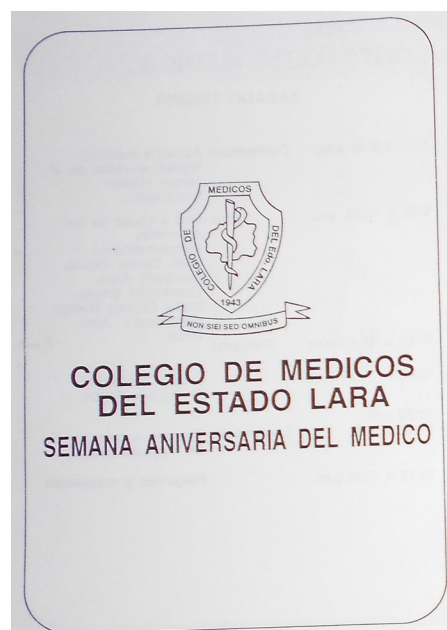 MEDICOS
COLEGIO DE
DEL Edo. LARA
1943
NON SIEI SED OMNIBUS
COLEGIO DE MEDICOS
DEL ESTADO LARA
SEMANA ANIVERSARIA DEL MEDICO